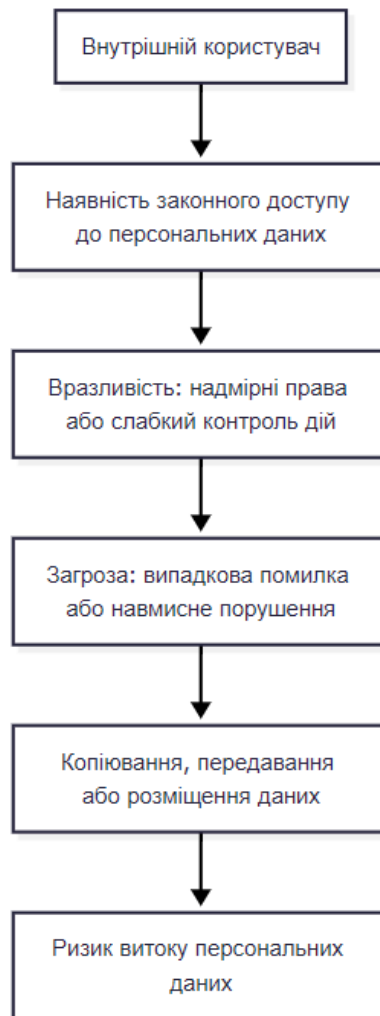 Внутрішній користувач
Наявність законного доступу
до персональних даних
Вразливість: надмірні права
або слабкий контроль дій
Загроза: випадкова помилка
або навмисне порушення
Копіювання, передавання
або розміщення даних
Ризик витоку персональних
даних